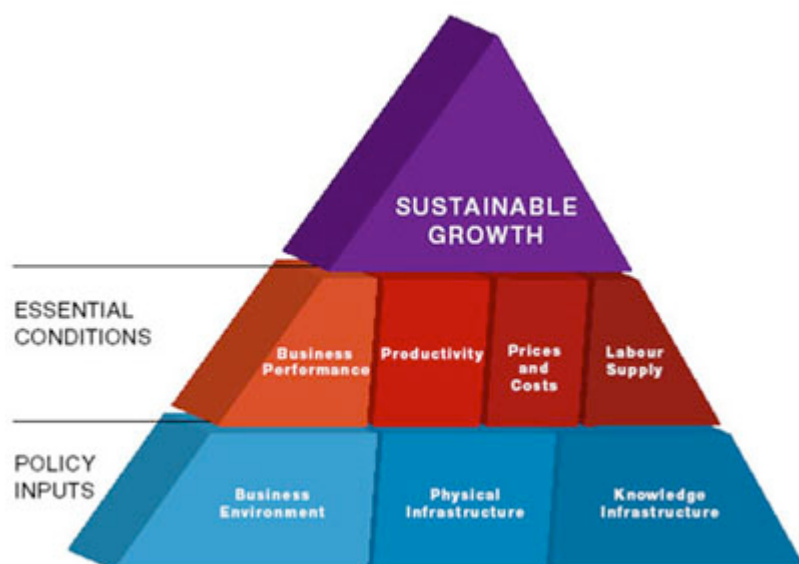 SUSTAINABLE
GROWTH
ESSENTIAL
CONDITIONS
Business
Performance
Productivity
Prices
and
Costs
Labour
Supply
POLICY
INPUTS
Business
Environment
Physical
Infrastructure
Knowledge
Infrastructure